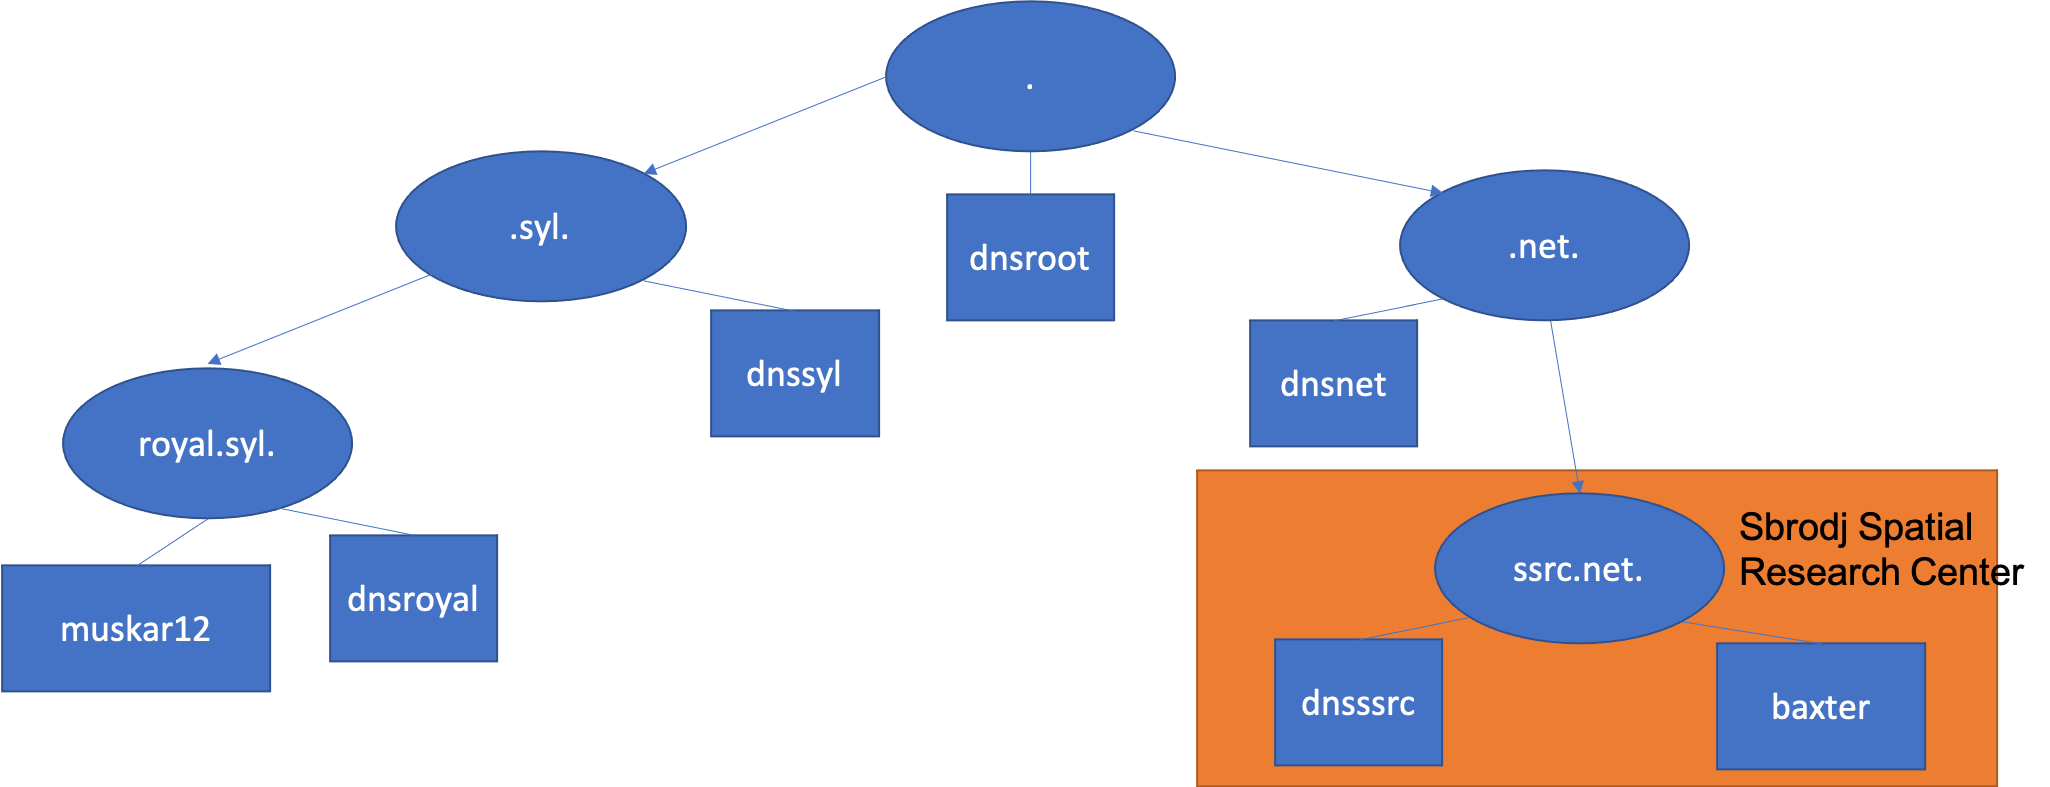 .
.syl.
dnsroot
.net.
dnssyl
dnsnet
royal.syl.
Sbrodj Spatial
Research Center
ssrc.net.
dnsroyal
muskar12
dnsssrc
baxter